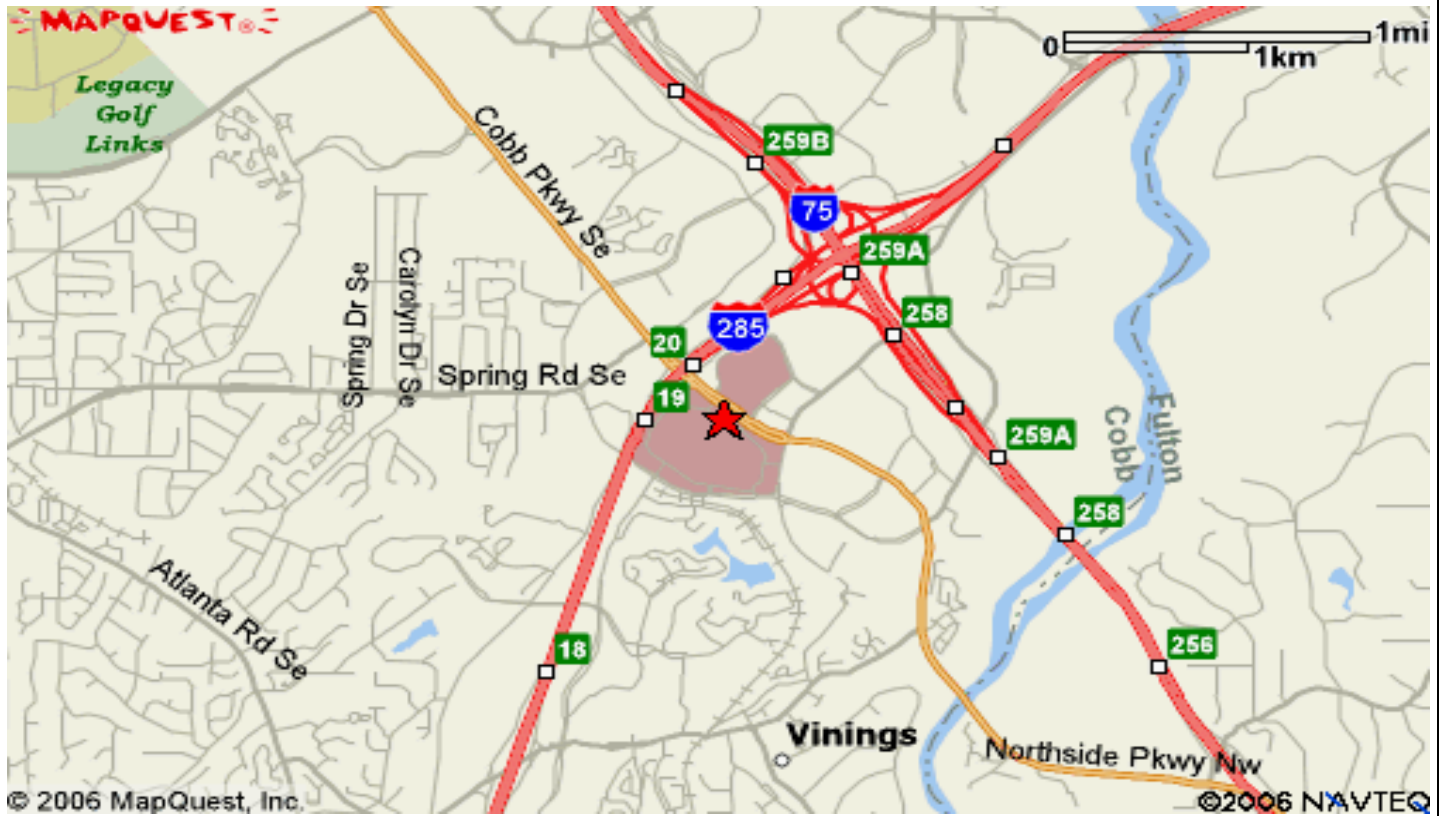 MAPQUEST
0
1mi
1km
Legacy
Golf
Links
Cobb Pkwy Se
259B
75
259A
Spring Dr Se
Carolyn Dr Se
285
258
20
Spring Rd Se
19
Cobb
Fulton
259A
258
Atlanta Rd Se
18
256
Vinings
Northside Pkwy Nw
© 2006 MapQuest, Inc.
©2006 NAVTEQ